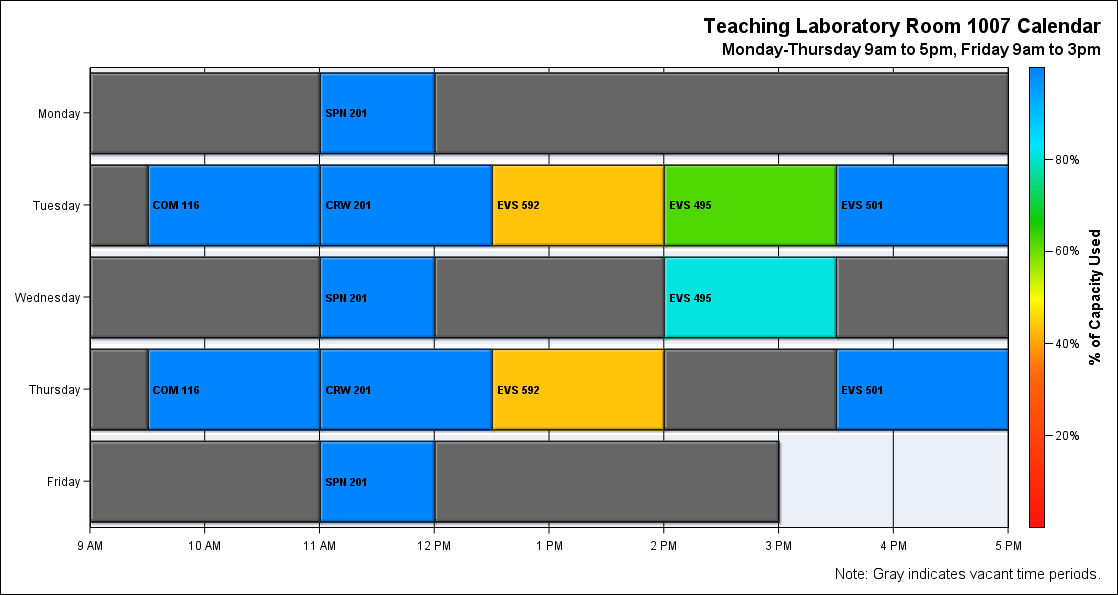 Teaching Laboratory Room 1007 Calendar
Monday-Thursday 9am to 5pm, Friday 9am to 3pm
Monday
SPN 201
Tuesday
COM 116
CRW 201
EVS 592
EVS 495
EVS 501
Wednesday
SPN 201
EVS 495
Thursday
COM 116
CRW 201
EVS 592
EVS 501
Friday
SPN 201
9 AM
10 AM
11 AM
12 PM
1 PM
2 PM
3 PM
4 PM
5 PM
80%
60%
40%
20%
% of Capacity Used
Note: Gray indicates vacant time periods.